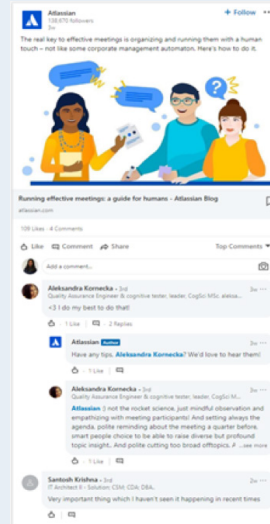 Atlassian
+ Follow
138,670 followers
3w
The real key to effective meetings is organizing and running them with a human
touch – not like some corporate management automaton. Here's how to do it.
?
Running effective meetings: a guide for humans - Atlassian Blog
atlassian.com
109 Likes · 4 Comments
Like Comment Share
Top Comments
Add a comment...
Aleksandra Kornecka • 3rd
3w
Quality Assurance Engineer & cognitive tester, leader, CogSci MSc, aleksa...
<3 I do my best to do that!
1 Like 2 Replies
Atlassian Author
3w
Have any tips, Aleksandra Kornecka? We'd love to hear them!
1 Like
Aleksandra Kornecka • 3rd
3w
Quality Assurance Engineer & cognitive tester, leader, CogSci M...
Atlassian :) not the rocket science, just mindful observation and
empathizing with meeting participants! And setting always the
agenda, polite reminding about the meeting a quarter before,
smart people choice to be able to raise diverse but profound
topic insight. And polite cutting too broad offtopics. A ...see more
1 Like
Santosh Krishna • 3rd
2w
IT Architect II - Solution: CSM; CDA; DBA.
Very important thing which I haven't seen it happening in recent times